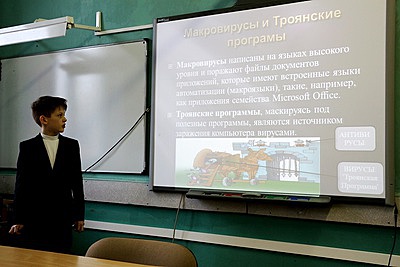 Макровирусы и Троянские
програмы
• Макровирусы написаны на языках высокого
уровня и поражают файлы документов
приложений, которые имеют встроенные языки
автоматизации (макроязыки), такие, например,
как приложения семейства Microsoft Office.
• Троянские программы, маскируясь под
полезные программы, являются источником
заражения компьютера вирусами.
АНТИВИ
РУСЫ
ВИРУСЫ
Троянские
Программы